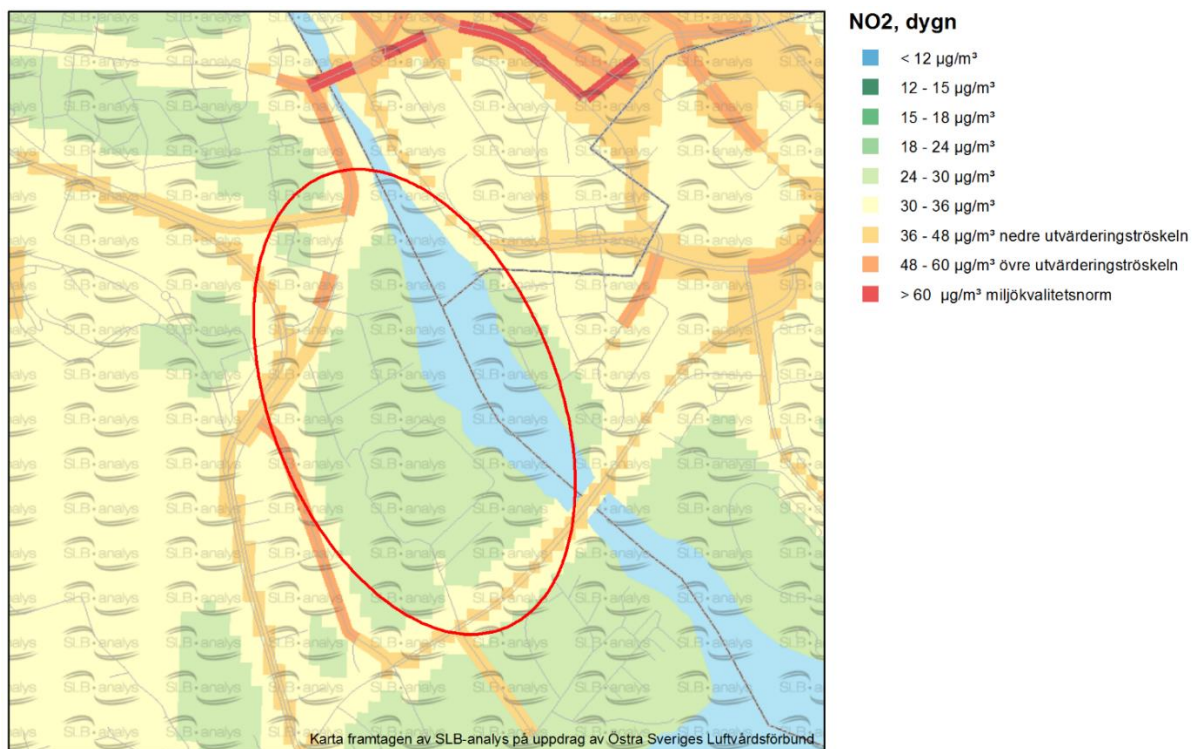 NO2, dygn
< 12 µg/m³
12 - 15 µg/m³
15 - 18 µg/m³
18 - 24 µg/m³
24 - 30 µg/m³
30 - 36 µg/m³
36 - 48 µg/m³ nedre utvärderingströskeln
48 - 60 µg/m³ övre utvärderingströskeln
> 60 µg/m³ miljökvalitetsnorm
SLB•analys
Karta framtagen av SLB-analys på uppdrag av Östra Sveriges Luftvårdsförbund